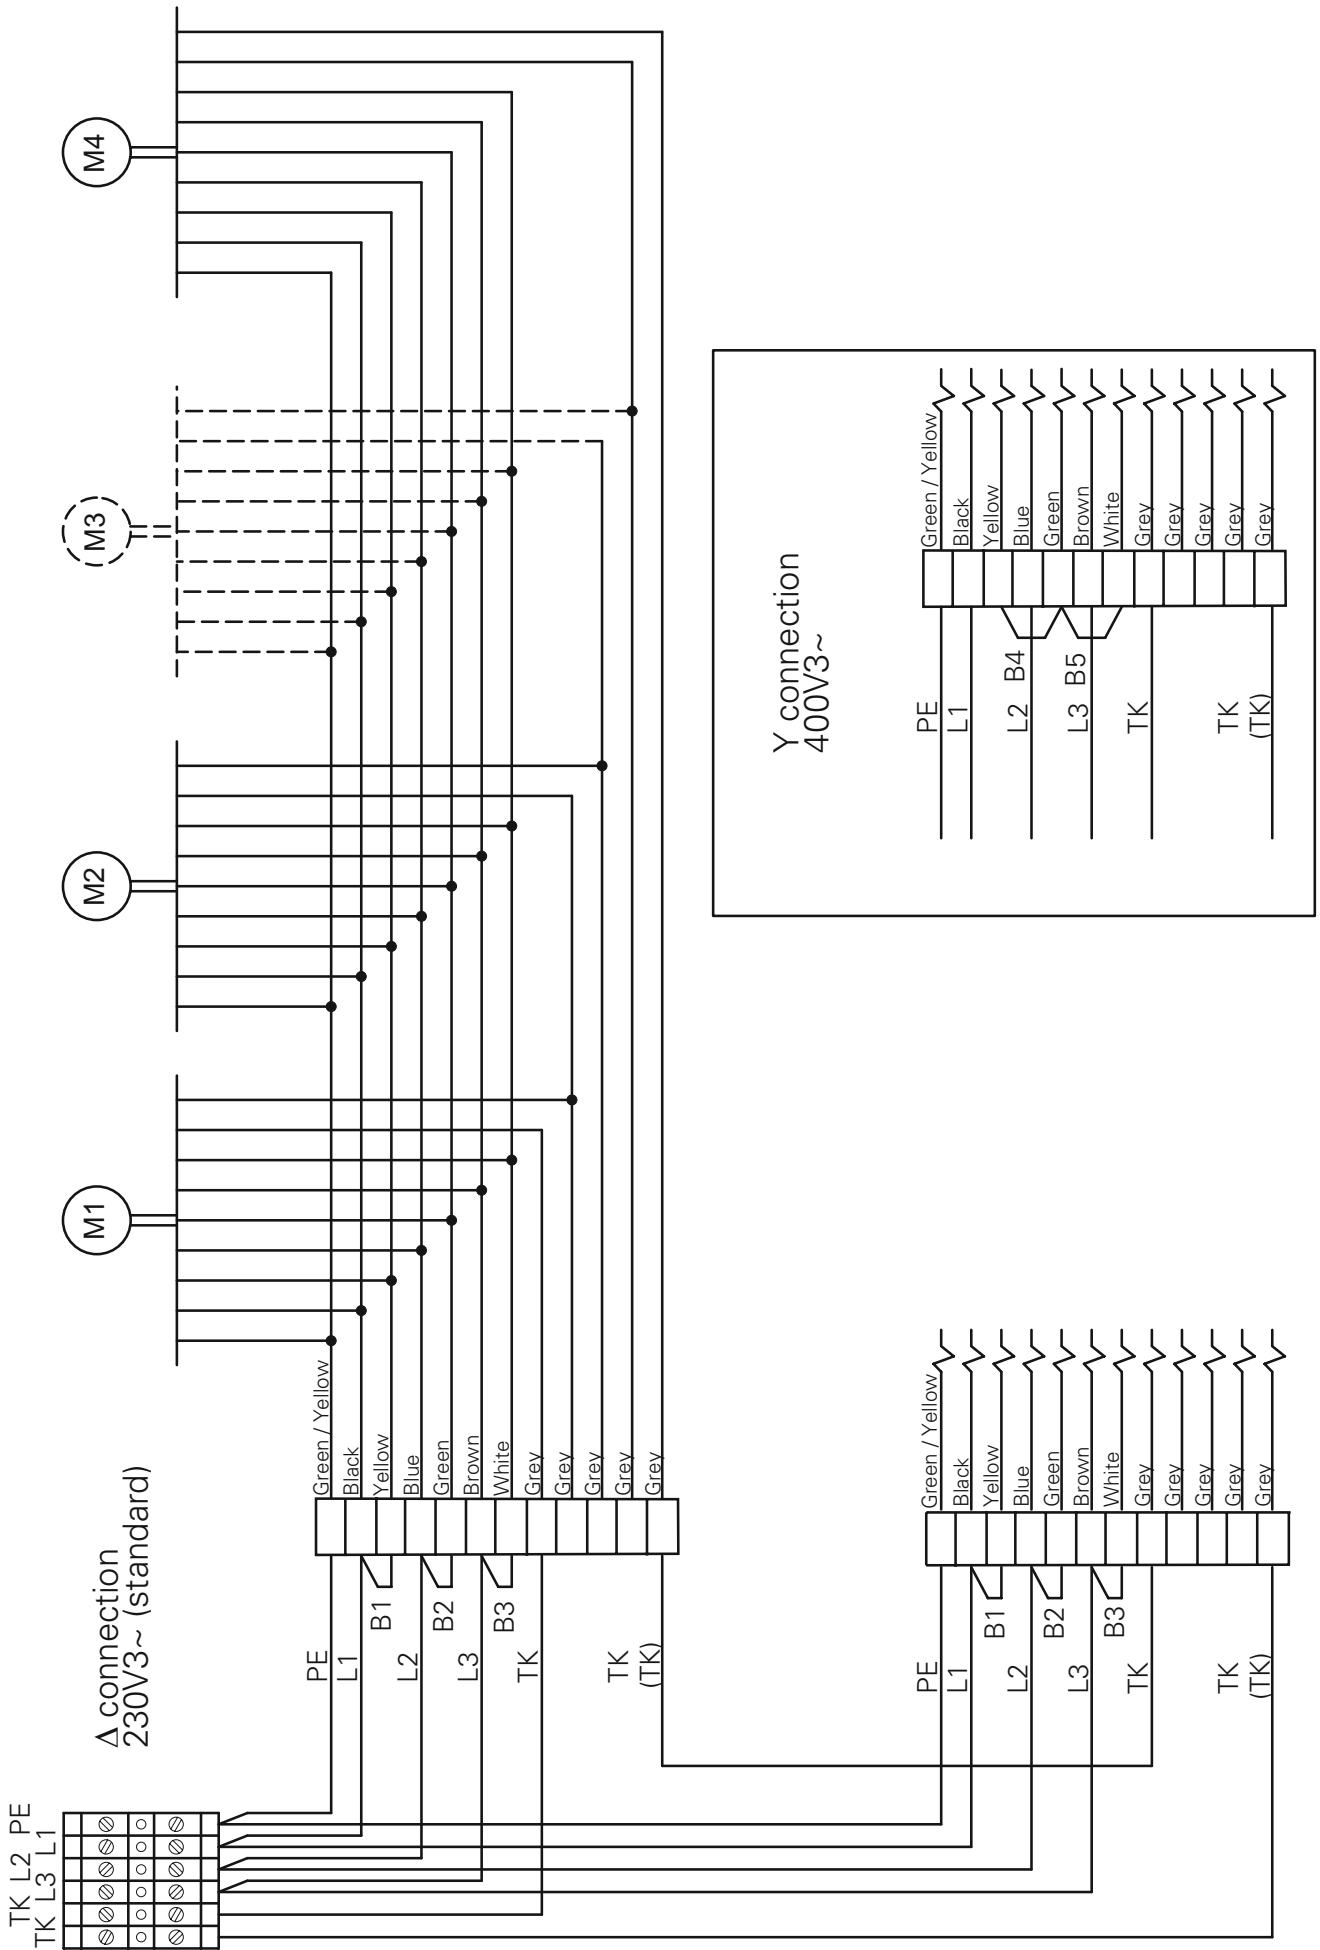 Δ connection
230V3~ (standard)
TK L2 PE
TK L3 L1
M1
M2
M3
M4
Green / Yellow
Black
Yellow
Blue
Green
Brown
White
Grey
Grey
Grey
Grey
Grey
PE
L1
B1
L2
B2
L3
B3
TK
TK
(TK)
Green / Yellow
Black
Yellow
Blue
Green
Brown
White
Grey
Grey
Grey
Grey
Grey
PE
L1
B1
L2
B2
L3
B3
TK
TK
(TK)
Y connection
400V3~
Green / Yellow
Black
Yellow
Blue
Green
Brown
White
Grey
Grey
Grey
Grey
Grey
PE
L1
L2 B4
L3 B5
TK
TK
(TK)